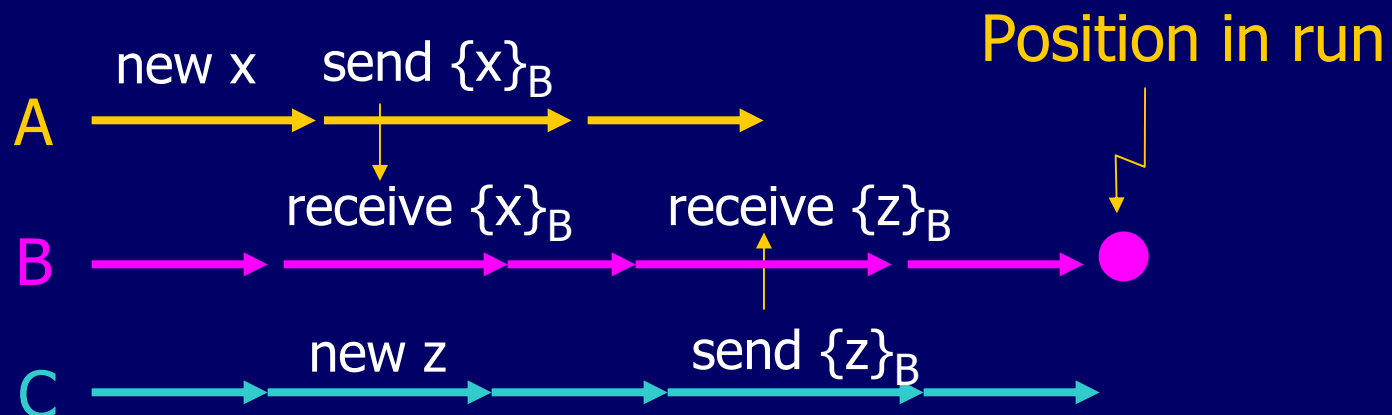 Position in run
new x send {x}B
A
receive {x}B receive {z}B
B
new z send {z}B
C